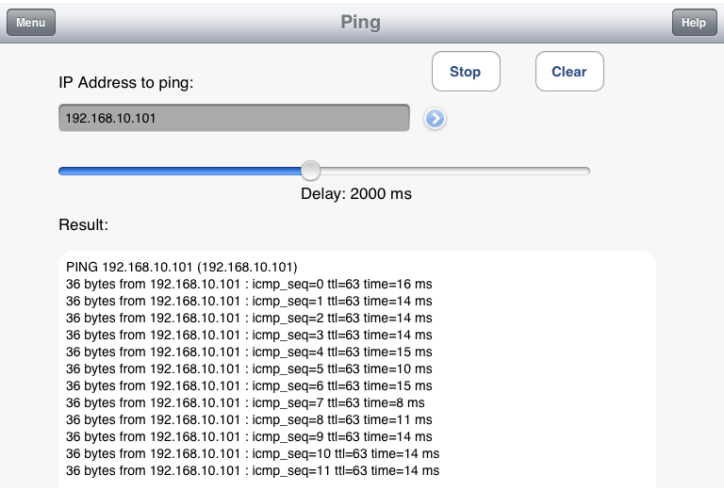 Menu
Ping
Help
IP Address to ping:
Stop
Clear
192.168.10.101
Delay: 2000 ms
Result:
PING 192.168.10.101 (192.168.10.101)
36 bytes from 192.168.10.101 : icmp_seq=0 ttl=63 time=16 ms
36 bytes from 192.168.10.101 : icmp_seq=1 ttl=63 time=14 ms
36 bytes from 192.168.10.101 : icmp_seq=2 ttl=63 time=14 ms
36 bytes from 192.168.10.101 : icmp_seq=3 ttl=63 time=14 ms
36 bytes from 192.168.10.101 : icmp_seq=4 ttl=63 time=15 ms
36 bytes from 192.168.10.101 : icmp_seq=5 ttl=63 time=10 ms
36 bytes from 192.168.10.101 : icmp_seq=6 ttl=63 time=15 ms
36 bytes from 192.168.10.101 : icmp_seq=7 ttl=63 time=8 ms
36 bytes from 192.168.10.101 : icmp_seq=8 ttl=63 time=11 ms
36 bytes from 192.168.10.101 : icmp_seq=9 ttl=63 time=14 ms
36 bytes from 192.168.10.101 : icmp_seq=10 ttl=63 time=14 ms
36 bytes from 192.168.10.101 : icmp_seq=11 ttl=63 time=14 ms